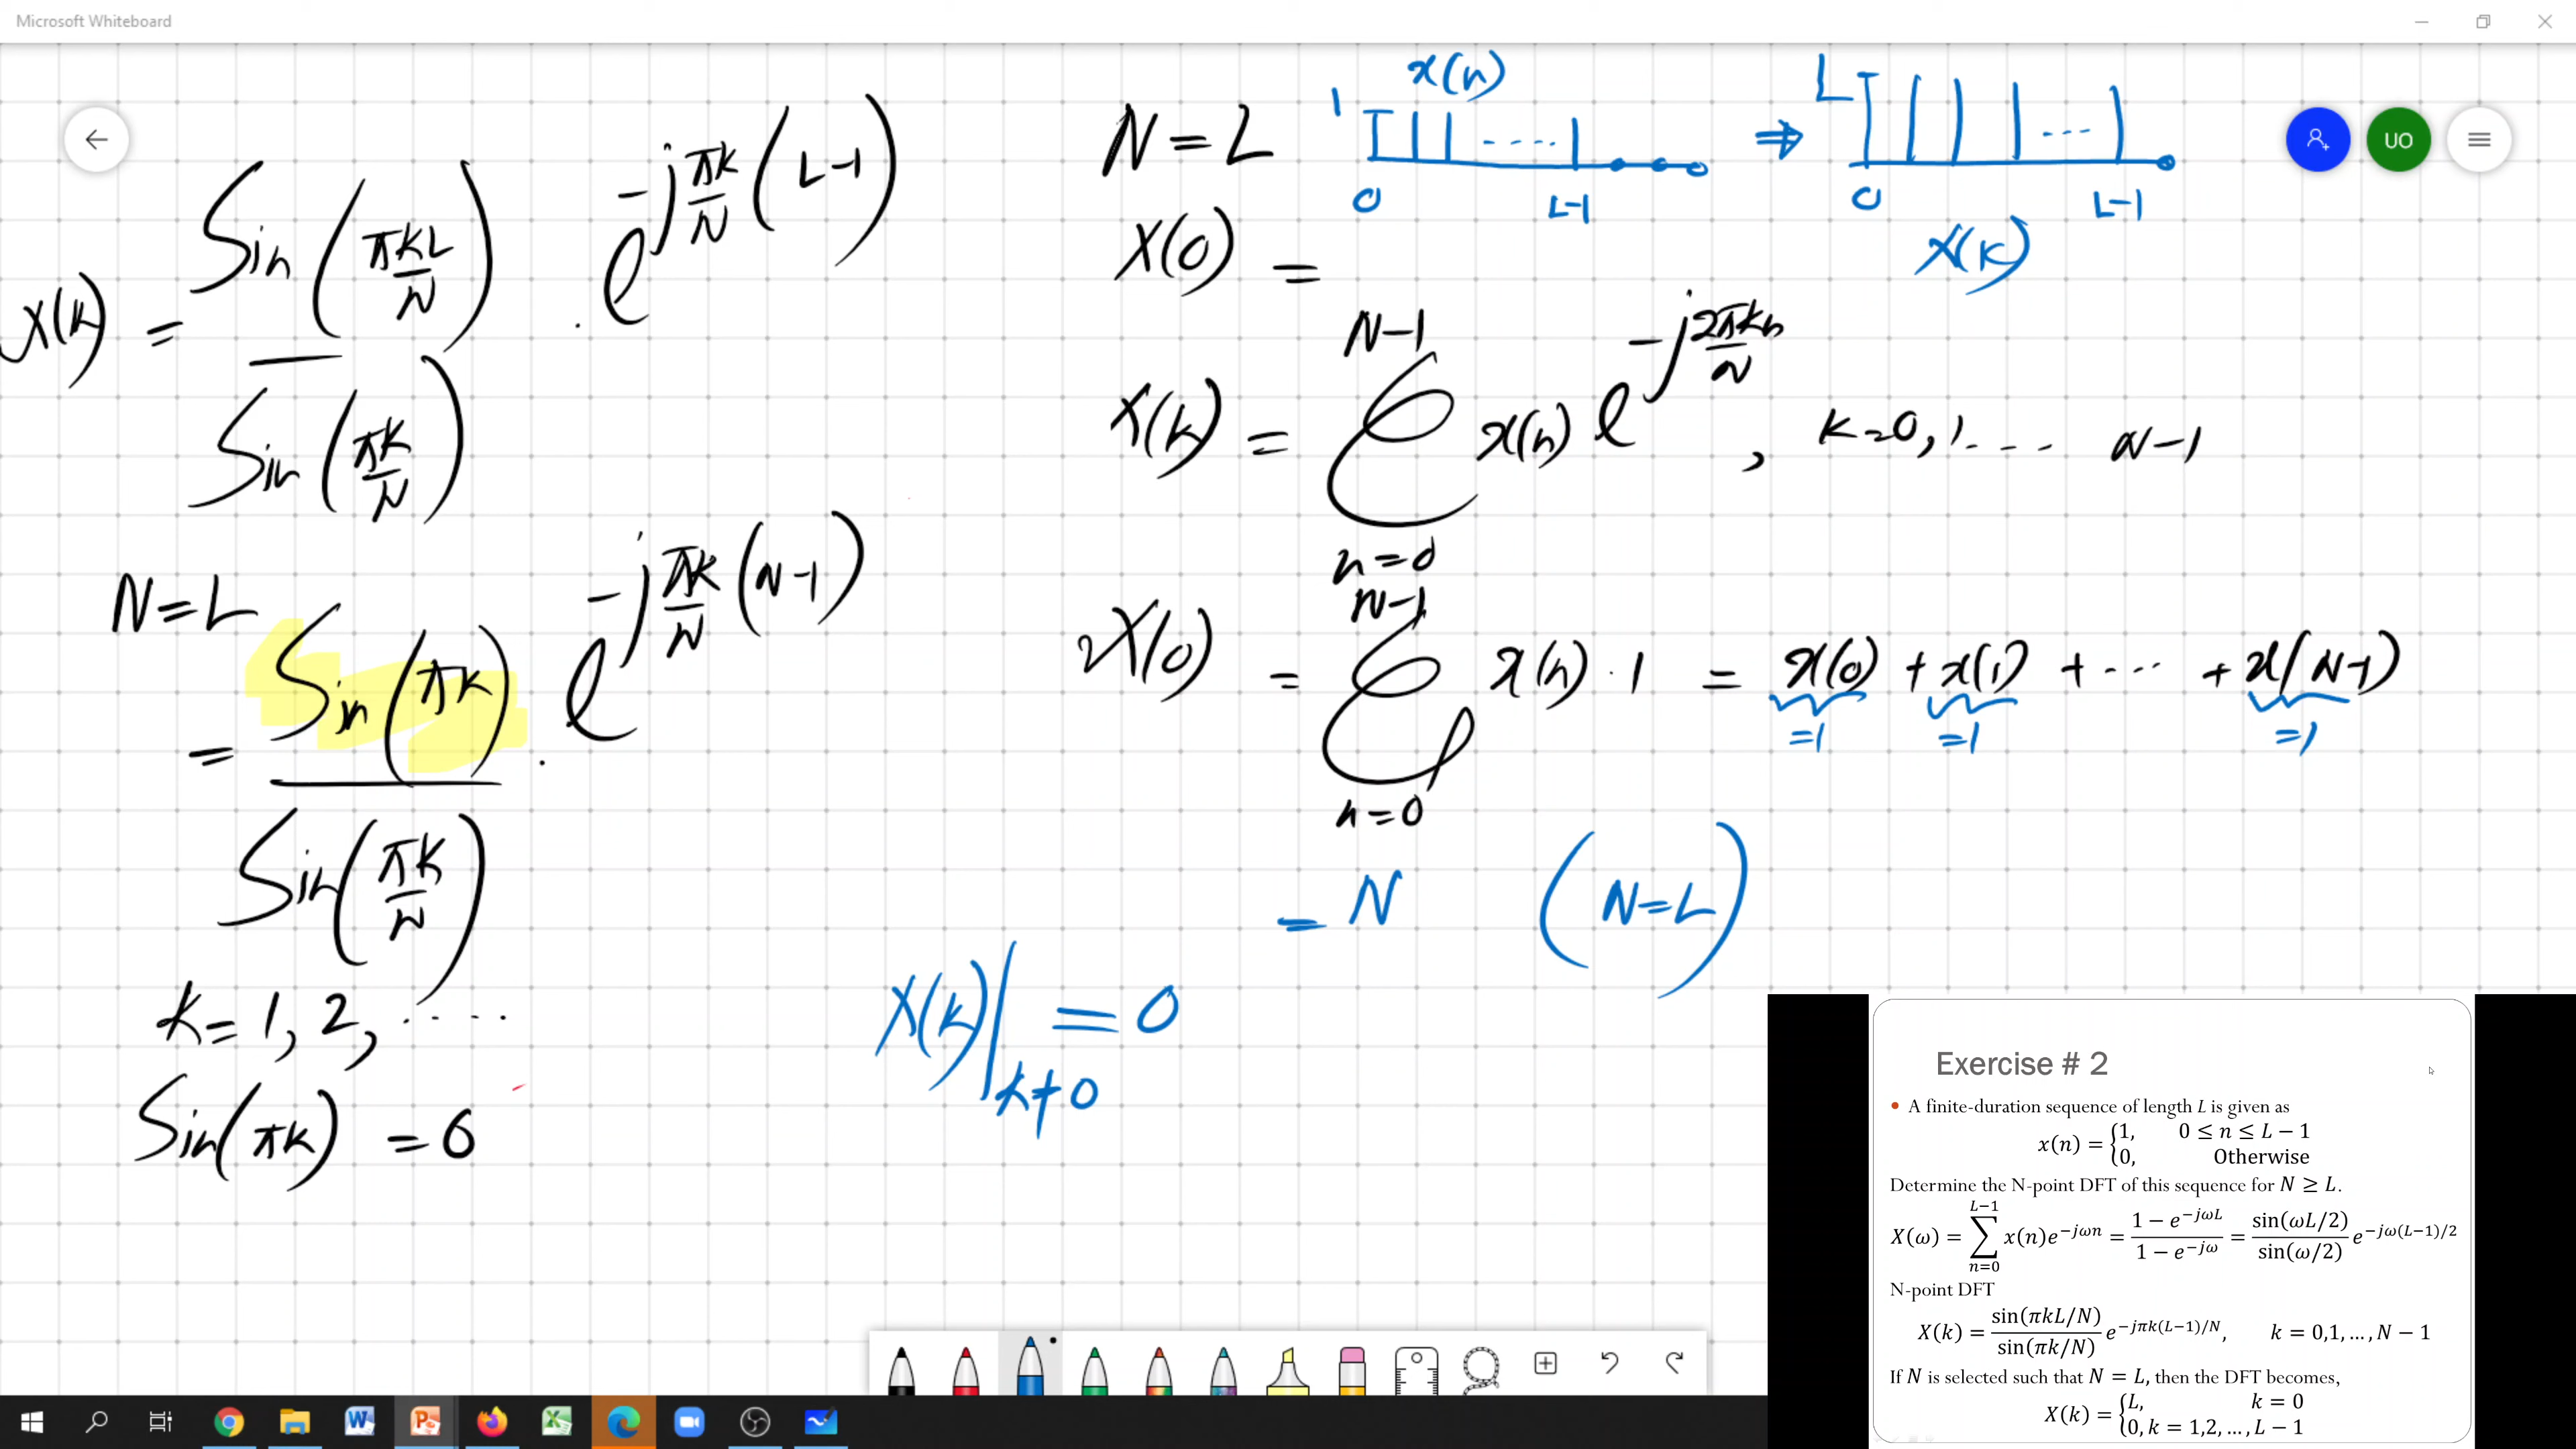 Microsoft Whiteboard
X(k) = Sin(πkL/N) / Sin(πk/N) · e^{-j πk/N (L-1)}
N=L
= Sin(πk) / Sin(πk/N) · e^{-j πk/N (N-1)}
k=1, 2, ·····
Sin(πk) = 0
N=L
x(n)
1
0
L-1
⇒
L
0
L-1
X(k)
X(0) =
X(k) = Σ_{n=0}^{N-1} x(n) e^{-j 2πkn/N} , k=0,1... N-1
X(0) = Σ_{n=0}^{N-1} x(n)·1 = x(0) + x(1) + ··· + x(N-1)
=1 =1 =1
= N (N=L)
X(k)|_{k≠0} = 0
UO
Exercise # 2
• A finite-duration sequence of length L is given as
x(n) = {1, 0 ≤ n ≤ L − 1
0, Otherwise
Determine the N-point DFT of this sequence for N ≥ L.
X(ω) = ∑_{n=0}^{L−1} x(n)e^{−jωn} = (1 − e^{−jωL}) / (1 − e^{−jω}) = sin(ωL/2) / sin(ω/2) e^{−jω(L−1)/2}
N-point DFT
X(k) = sin(πkL/N) / sin(πk/N) e^{−jπk(L−1)/N}, k = 0,1, … , N − 1
If N is selected such that N = L, then the DFT becomes,
X(k) = {L, k = 0
0, k = 1,2, … , L − 1